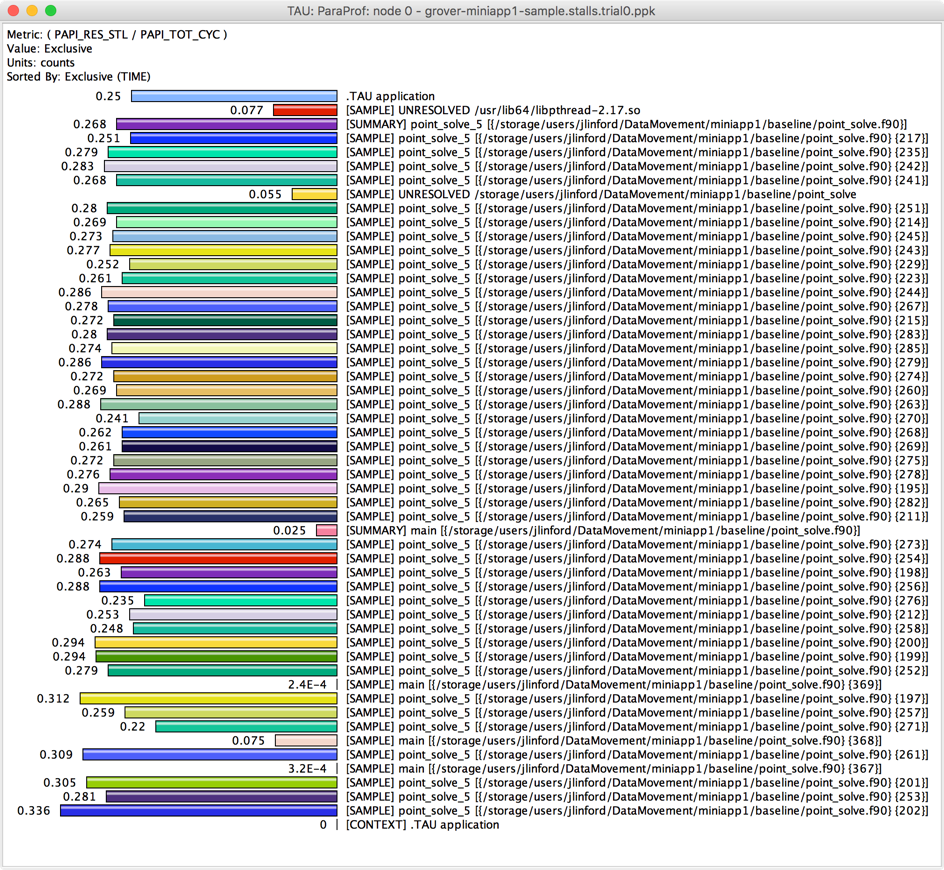 TAU: ParaProf: node 0 - grover-miniapp1-sample.stalls.trial0.ppk
Metric: ( PAPI_RES_STL / PAPI_TOT_CYC )
Value: Exclusive
Units: counts
Sorted By: Exclusive (TIME)
0.25 .TAU application
0.077 [SAMPLE] UNRESOLVED /usr/lib64/libpthread-2.17.so
0.268 [SUMMARY] point_solve_5 [{/storage/users/jlinford/DataMovement/miniapp1/baseline/point_solve.f90}]
0.251 [SAMPLE] point_solve_5 [{/storage/users/jlinford/DataMovement/miniapp1/baseline/point_solve.f90} {217}]
0.279 [SAMPLE] point_solve_5 [{/storage/users/jlinford/DataMovement/miniapp1/baseline/point_solve.f90} {235}]
0.283 [SAMPLE] point_solve_5 [{/storage/users/jlinford/DataMovement/miniapp1/baseline/point_solve.f90} {242}]
0.268 [SAMPLE] point_solve_5 [{/storage/users/jlinford/DataMovement/miniapp1/baseline/point_solve.f90} {241}]
0.055 [SAMPLE] UNRESOLVED /storage/users/jlinford/DataMovement/miniapp1/baseline/point_solve
0.28 [SAMPLE] point_solve_5 [{/storage/users/jlinford/DataMovement/miniapp1/baseline/point_solve.f90} {251}]
0.269 [SAMPLE] point_solve_5 [{/storage/users/jlinford/DataMovement/miniapp1/baseline/point_solve.f90} {214}]
0.273 [SAMPLE] point_solve_5 [{/storage/users/jlinford/DataMovement/miniapp1/baseline/point_solve.f90} {245}]
0.277 [SAMPLE] point_solve_5 [{/storage/users/jlinford/DataMovement/miniapp1/baseline/point_solve.f90} {243}]
0.252 [SAMPLE] point_solve_5 [{/storage/users/jlinford/DataMovement/miniapp1/baseline/point_solve.f90} {229}]
0.261 [SAMPLE] point_solve_5 [{/storage/users/jlinford/DataMovement/miniapp1/baseline/point_solve.f90} {223}]
0.286 [SAMPLE] point_solve_5 [{/storage/users/jlinford/DataMovement/miniapp1/baseline/point_solve.f90} {244}]
0.278 [SAMPLE] point_solve_5 [{/storage/users/jlinford/DataMovement/miniapp1/baseline/point_solve.f90} {267}]
0.272 [SAMPLE] point_solve_5 [{/storage/users/jlinford/DataMovement/miniapp1/baseline/point_solve.f90} {215}]
0.28 [SAMPLE] point_solve_5 [{/storage/users/jlinford/DataMovement/miniapp1/baseline/point_solve.f90} {283}]
0.274 [SAMPLE] point_solve_5 [{/storage/users/jlinford/DataMovement/miniapp1/baseline/point_solve.f90} {285}]
0.286 [SAMPLE] point_solve_5 [{/storage/users/jlinford/DataMovement/miniapp1/baseline/point_solve.f90} {279}]
0.272 [SAMPLE] point_solve_5 [{/storage/users/jlinford/DataMovement/miniapp1/baseline/point_solve.f90} {274}]
0.269 [SAMPLE] point_solve_5 [{/storage/users/jlinford/DataMovement/miniapp1/baseline/point_solve.f90} {260}]
0.288 [SAMPLE] point_solve_5 [{/storage/users/jlinford/DataMovement/miniapp1/baseline/point_solve.f90} {263}]
0.241 [SAMPLE] point_solve_5 [{/storage/users/jlinford/DataMovement/miniapp1/baseline/point_solve.f90} {270}]
0.262 [SAMPLE] point_solve_5 [{/storage/users/jlinford/DataMovement/miniapp1/baseline/point_solve.f90} {268}]
0.261 [SAMPLE] point_solve_5 [{/storage/users/jlinford/DataMovement/miniapp1/baseline/point_solve.f90} {269}]
0.272 [SAMPLE] point_solve_5 [{/storage/users/jlinford/DataMovement/miniapp1/baseline/point_solve.f90} {275}]
0.276 [SAMPLE] point_solve_5 [{/storage/users/jlinford/DataMovement/miniapp1/baseline/point_solve.f90} {278}]
0.29 [SAMPLE] point_solve_5 [{/storage/users/jlinford/DataMovement/miniapp1/baseline/point_solve.f90} {195}]
0.265 [SAMPLE] point_solve_5 [{/storage/users/jlinford/DataMovement/miniapp1/baseline/point_solve.f90} {282}]
0.259 [SAMPLE] point_solve_5 [{/storage/users/jlinford/DataMovement/miniapp1/baseline/point_solve.f90} {211}]
0.025 [SUMMARY] main [{/storage/users/jlinford/DataMovement/miniapp1/baseline/point_solve.f90}]
0.274 [SAMPLE] point_solve_5 [{/storage/users/jlinford/DataMovement/miniapp1/baseline/point_solve.f90} {273}]
0.288 [SAMPLE] point_solve_5 [{/storage/users/jlinford/DataMovement/miniapp1/baseline/point_solve.f90} {254}]
0.263 [SAMPLE] point_solve_5 [{/storage/users/jlinford/DataMovement/miniapp1/baseline/point_solve.f90} {198}]
0.288 [SAMPLE] point_solve_5 [{/storage/users/jlinford/DataMovement/miniapp1/baseline/point_solve.f90} {256}]
0.235 [SAMPLE] point_solve_5 [{/storage/users/jlinford/DataMovement/miniapp1/baseline/point_solve.f90} {276}]
0.253 [SAMPLE] point_solve_5 [{/storage/users/jlinford/DataMovement/miniapp1/baseline/point_solve.f90} {212}]
0.248 [SAMPLE] point_solve_5 [{/storage/users/jlinford/DataMovement/miniapp1/baseline/point_solve.f90} {258}]
0.294 [SAMPLE] point_solve_5 [{/storage/users/jlinford/DataMovement/miniapp1/baseline/point_solve.f90} {200}]
0.294 [SAMPLE] point_solve_5 [{/storage/users/jlinford/DataMovement/miniapp1/baseline/point_solve.f90} {199}]
0.279 [SAMPLE] point_solve_5 [{/storage/users/jlinford/DataMovement/miniapp1/baseline/point_solve.f90} {252}]
2.4E-4 [SAMPLE] main [{/storage/users/jlinford/DataMovement/miniapp1/baseline/point_solve.f90} {369}]
0.312 [SAMPLE] point_solve_5 [{/storage/users/jlinford/DataMovement/miniapp1/baseline/point_solve.f90} {197}]
0.259 [SAMPLE] point_solve_5 [{/storage/users/jlinford/DataMovement/miniapp1/baseline/point_solve.f90} {257}]
0.22 [SAMPLE] point_solve_5 [{/storage/users/jlinford/DataMovement/miniapp1/baseline/point_solve.f90} {271}]
0.075 [SAMPLE] main [{/storage/users/jlinford/DataMovement/miniapp1/baseline/point_solve.f90} {368}]
0.309 [SAMPLE] point_solve_5 [{/storage/users/jlinford/DataMovement/miniapp1/baseline/point_solve.f90} {261}]
3.2E-4 [SAMPLE] main [{/storage/users/jlinford/DataMovement/miniapp1/baseline/point_solve.f90} {367}]
0.305 [SAMPLE] point_solve_5 [{/storage/users/jlinford/DataMovement/miniapp1/baseline/point_solve.f90} {201}]
0.281 [SAMPLE] point_solve_5 [{/storage/users/jlinford/DataMovement/miniapp1/baseline/point_solve.f90} {253}]
0.336 [SAMPLE] point_solve_5 [{/storage/users/jlinford/DataMovement/miniapp1/baseline/point_solve.f90} {202}]
0 [CONTEXT] .TAU application